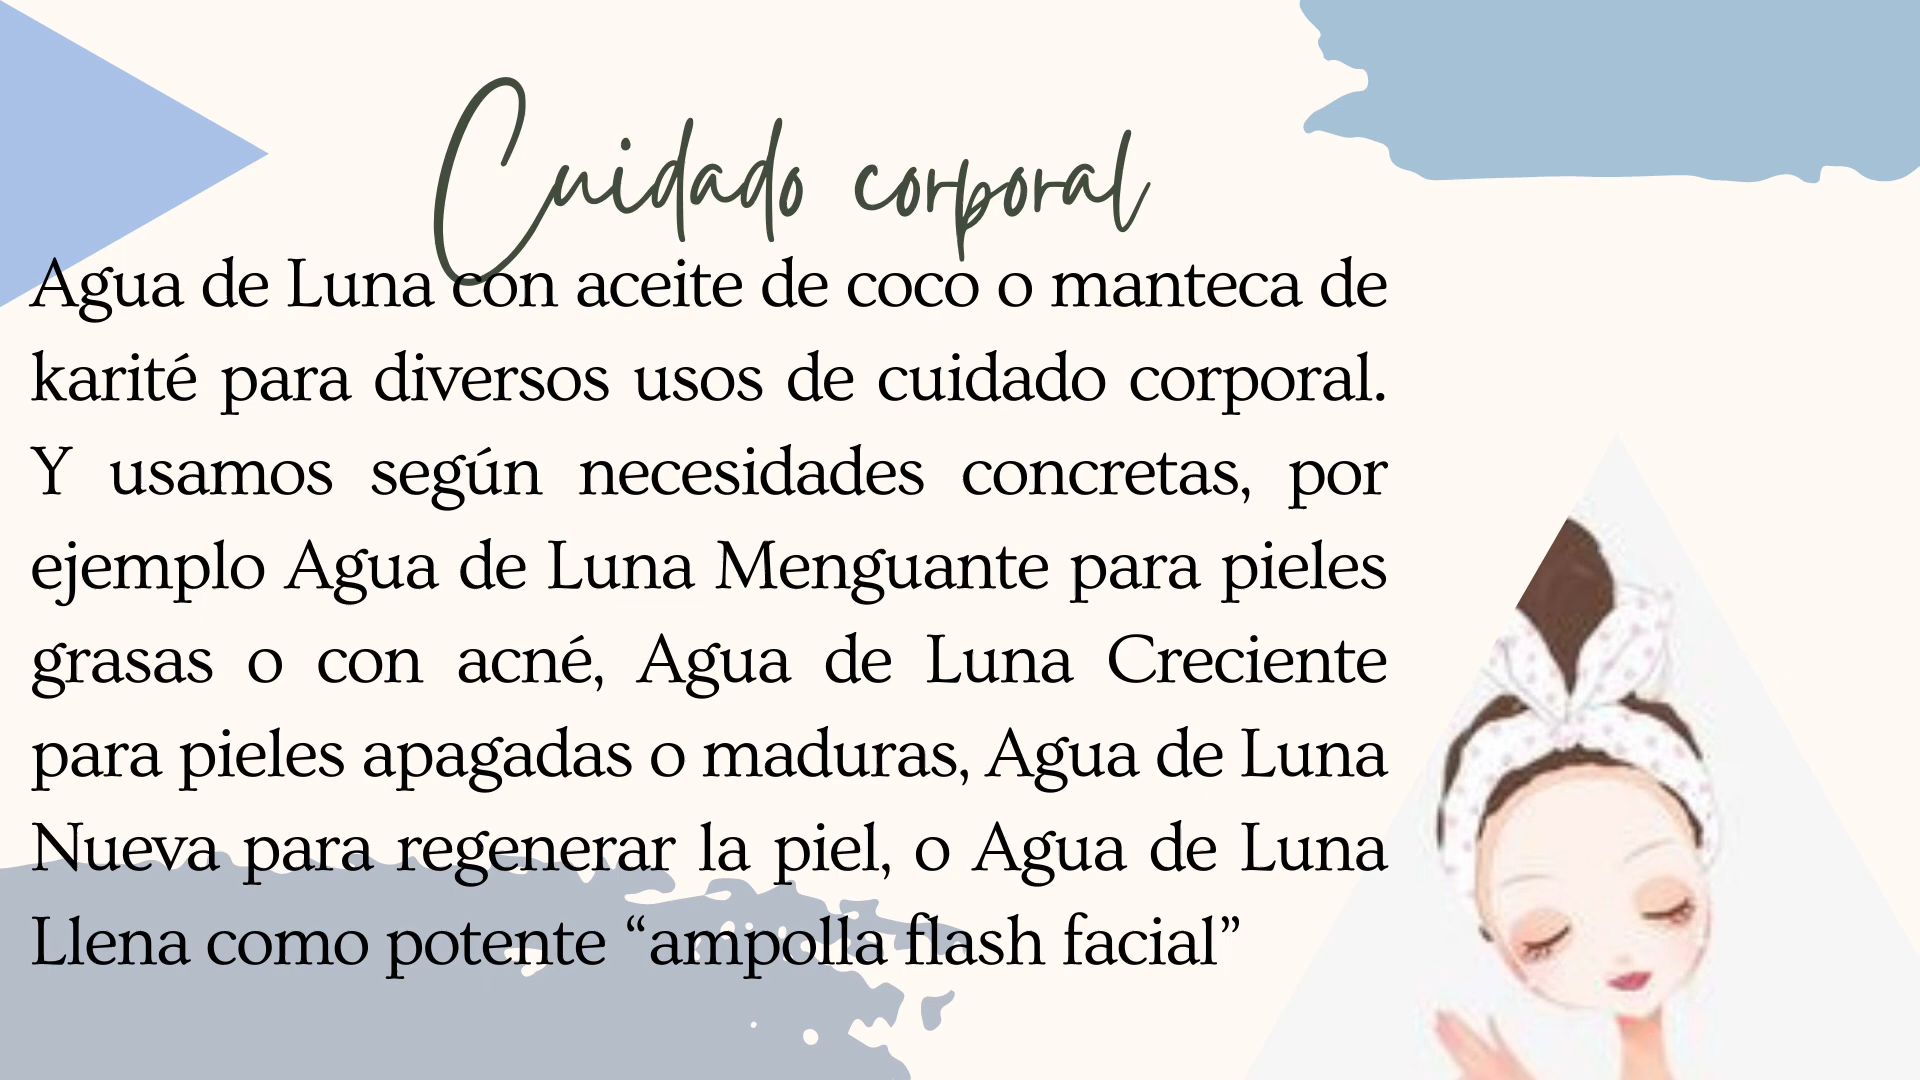 Cuidado corporal
Agua de Luna con aceite de coco o manteca de
karité para diversos usos de cuidado corporal.
Y usamos según necesidades concretas, por
ejemplo Agua de Luna Menguante para pieles
grasas o con acné, Agua de Luna Creciente
para pieles apagadas o maduras, Agua de Luna
Nueva para regenerar la piel, o Agua de Luna
Llena como potente “ampolla flash facial”